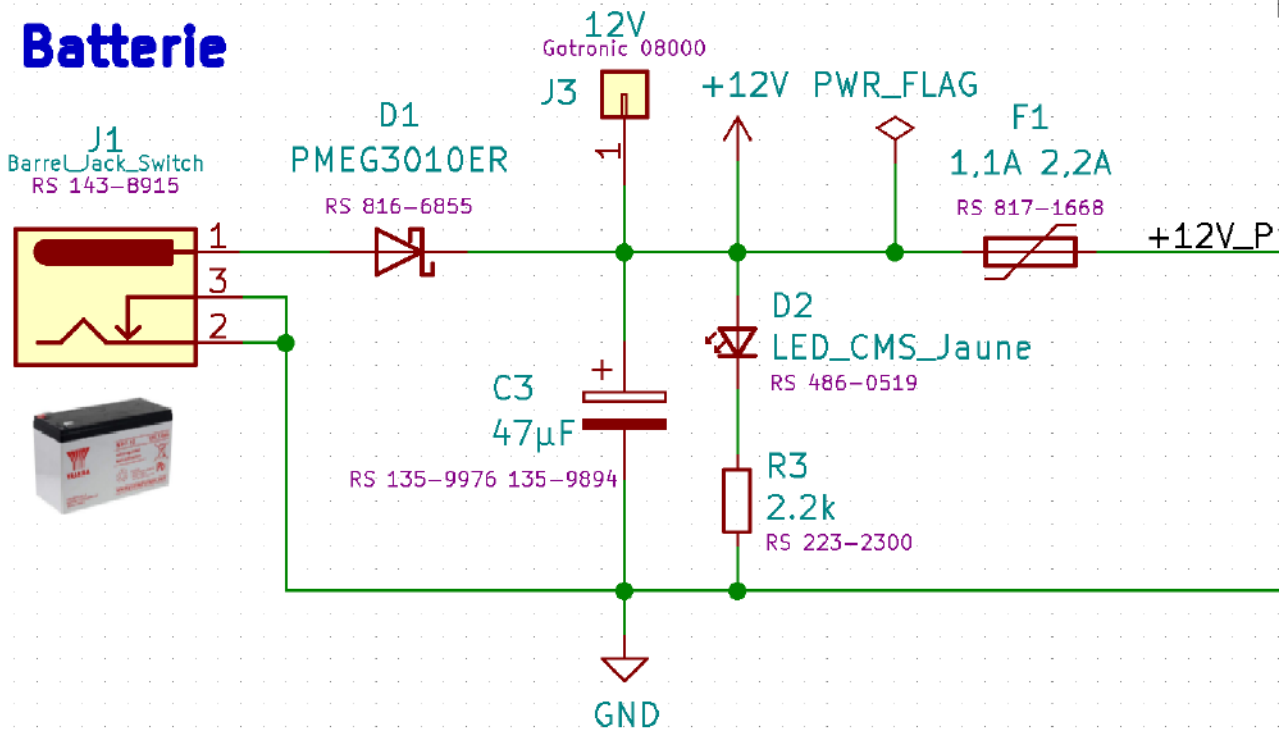 Batterie
12V
Gotronic 08000
J3
1
+12V
PWR_FLAG
F1
1,1A 2,2A
RS 817-1668
D1
PMEG3010ER
RS 816-6855
J1
Barrel_Jack_Switch
RS 143-8915
1
3
2
+12V_P
D2
LED_CMS_Jaune
RS 486-0519
+
C3
47µF
RS 135-9976 135-9894
R3
2.2k
RS 223-2300
GND